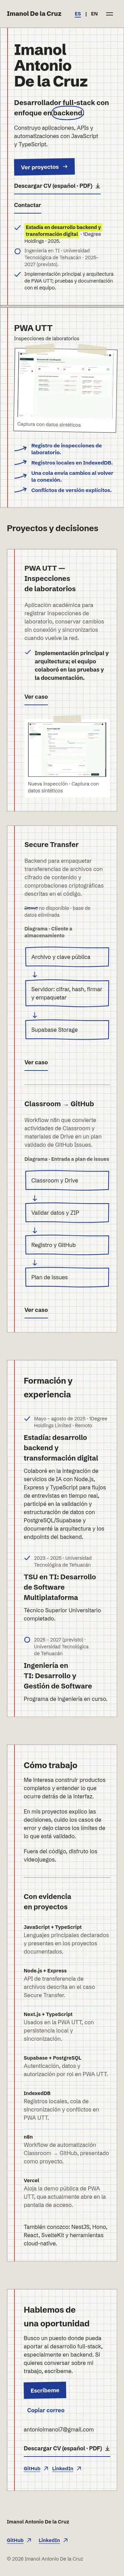 Imanol De la Cruz
ES | EN
Imanol
Antonio
De la Cruz
Desarrollador full-stack con
enfoque en backend.
Construyo aplicaciones, APIs y
automatizaciones con JavaScript
y TypeScript.
Ver proyectos →
Descargar CV (español · PDF)
Contactar
Estadía en desarrollo backend y
transformación digital · 1Degree
Holdings · 2025.
Ingeniería en TI · Universidad
Tecnológica de Tehuacán · 2025–
2027 (previsto).
Implementación principal y arquitectura
de PWA UTT; pruebas y documentación
con el equipo.
PWA UTT
Inspecciones de laboratorios
Captura con datos sintéticos
Registro de inspecciones de
laboratorio.
Registros locales en IndexedDB.
Una cola envía cambios al volver
la conexión.
Conflictos de versión explícitos.
Proyectos y decisiones
PWA UTT —
Inspecciones
de laboratorios
Aplicación académica para
registrar inspecciones de
laboratorio, conservar cambios
sin conexión y sincronizarlos
cuando vuelve la red.
Implementación principal y
arquitectura; el equipo
colaboró en las pruebas y
la documentación.
Ver caso
Nueva inspección · Captura con
datos sintéticos
Secure Transfer
Backend para empaquetar
transferencias de archivos con
cifrado de contenido y
comprobaciones criptográficas
descritas en el código.
no disponible · base de
datos eliminada
Diagrama · Cliente a
almacenamiento
Archivo y clave pública
Servidor: cifrar, hash, firmar
y empaquetar
Supabase Storage
Ver caso
Classroom → GitHub
Workflow n8n que convierte
actividades de Classroom y
materiales de Drive en un plan
validado de GitHub Issues.
Diagrama · Entrada a plan de issues
Classroom y Drive
Validar datos y ZIP
Registro y GitHub
Plan de issues
Ver caso
Formación y
experiencia
Mayo – agosto de 2025 · 1Degree
Holdings Limited · Remoto
Estadía: desarrollo
backend y
transformación digital
Colaboré en la integración de
servicios de IA con Node.js,
Express y TypeScript para flujos
de entrevistas en tiempo real,
participé en la validación y
estructuración de datos con
PostgreSQL/Supabase y
documenté la arquitectura y los
endpoints del backend.
2023 – 2025 · Universidad
Tecnológica de Tehuacán
TSU en TI: Desarrollo
de Software
Multiplataforma
Técnico Superior Universitario
completado.
2025 – 2027 (previsto) ·
Universidad Tecnológica
de Tehuacán
Ingeniería en
TI: Desarrollo y
Gestión de Software
Programa de Ingeniería en curso.
Cómo trabajo
Me interesa construir productos
completos y entender lo que
ocurre detrás de la interfaz.
En mis proyectos explico las
decisiones, cuido los casos de
error y dejo claros los límites de
lo que está validado.
Fuera del código, disfruto los
videojuegos.
Con evidencia
en proyectos
JavaScript + TypeScript
Lenguajes principales declarados
y presentes en los proyectos
documentados.
Node.js + Express
API de transferencia de
archivos descrita en el caso
Secure Transfer.
Next.js + TypeScript
Usados en la PWA UTT, con
persistencia local y
sincronización.
Supabase + PostgreSQL
Autenticación, datos y
autorización por rol en PWA UTT.
IndexedDB
Registros locales, cola de
sincronización y conflictos en
PWA UTT.
n8n
Workflow de automatización
Classroom → GitHub, presentado
como proyecto.
Vercel
Aloja la demo pública de PWA
UTT, que actualmente abre en la
pantalla de acceso.
También conozco: NestJS, Hono,
React, SvelteKit y herramientas
cloud-native.
Hablemos de
una oportunidad
Busco un puesto donde pueda
aportar al desarrollo full-stack,
especialmente en backend. Si
quieres conversar sobre mi
trabajo, escríbeme.
Escríbeme
Copiar correo
antonioimanol7@gmail.com
Descargar CV (español · PDF)
GitHub ↗ LinkedIn ↗
Imanol Antonio De la Cruz
GitHub ↗ LinkedIn ↗
© 2026 Imanol Antonio De la Cruz